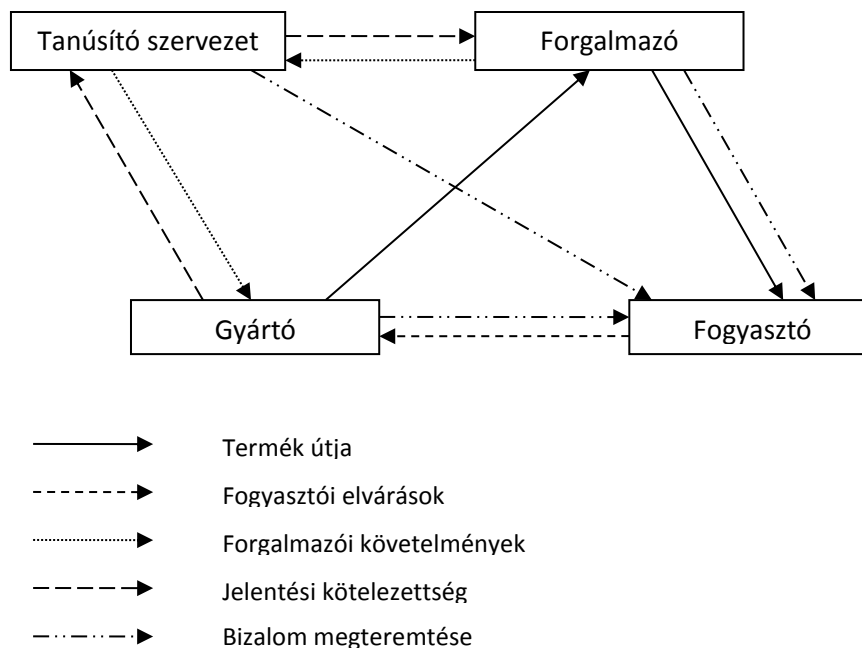 Tanúsító szervezet
Forgalmazó
Gyártó
Fogyasztó
Termék útja
Fogyasztói elvárások
Forgalmazói követelmények
Jelentési kötelezettség
Bizalom megteremtése